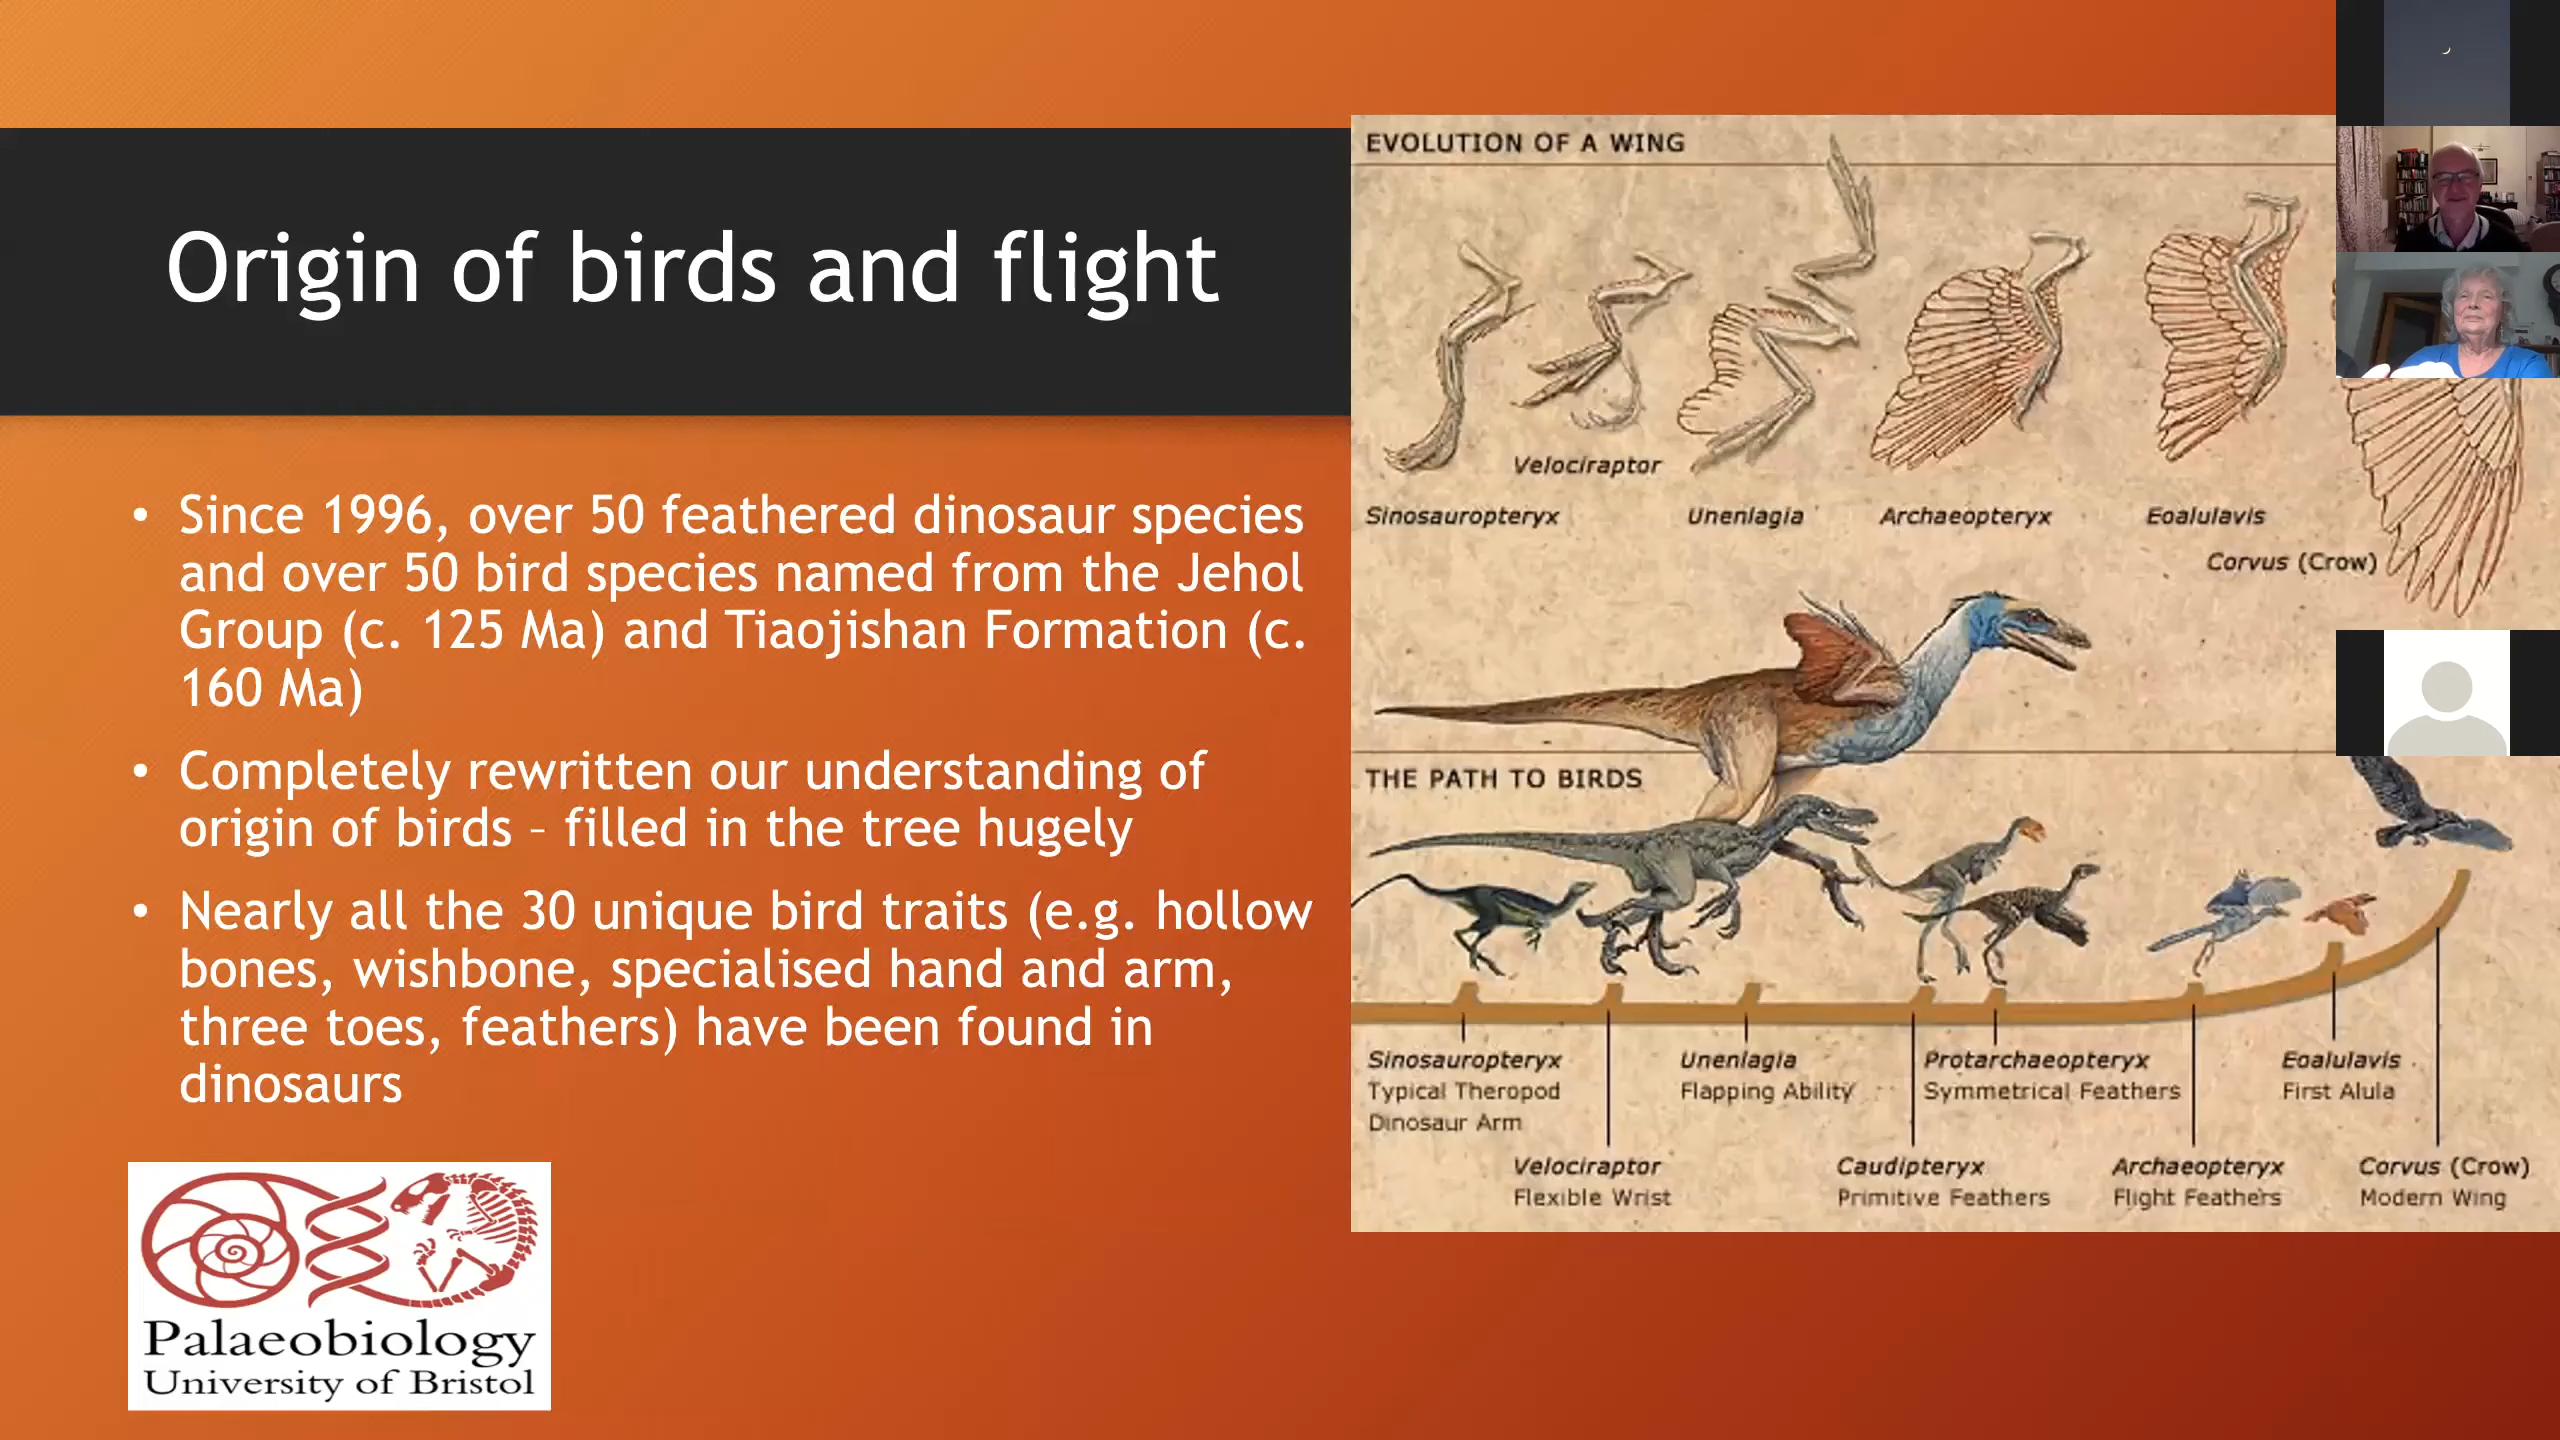 Origin of birds and flight
• Since 1996, over 50 feathered dinosaur species
and over 50 bird species named from the Jehol
Group (c. 125 Ma) and Tiaojishan Formation (c.
160 Ma)
• Completely rewritten our understanding of
origin of birds – filled in the tree hugely
• Nearly all the 30 unique bird traits (e.g. hollow
bones, wishbone, specialised hand and arm,
three toes, feathers) have been found in
dinosaurs
Palaeobiology
University of Bristol
EVOLUTION OF A WING
Velociraptor
Sinosauropteryx
Unenlagia
Archaeopteryx
Eoalulavis
Corvus (Crow)
THE PATH TO BIRDS
Sinosauropteryx
Typical Theropod
Dinosaur Arm
Velociraptor
Flexible Wrist
Unenlagia
Flapping Ability
Caudipteryx
Primitive Feathers
Protarchaeopteryx
Symmetrical Feathers
Archaeopteryx
Flight Feathers
Eoalulavis
First Alula
Corvus (Crow)
Modern Wing